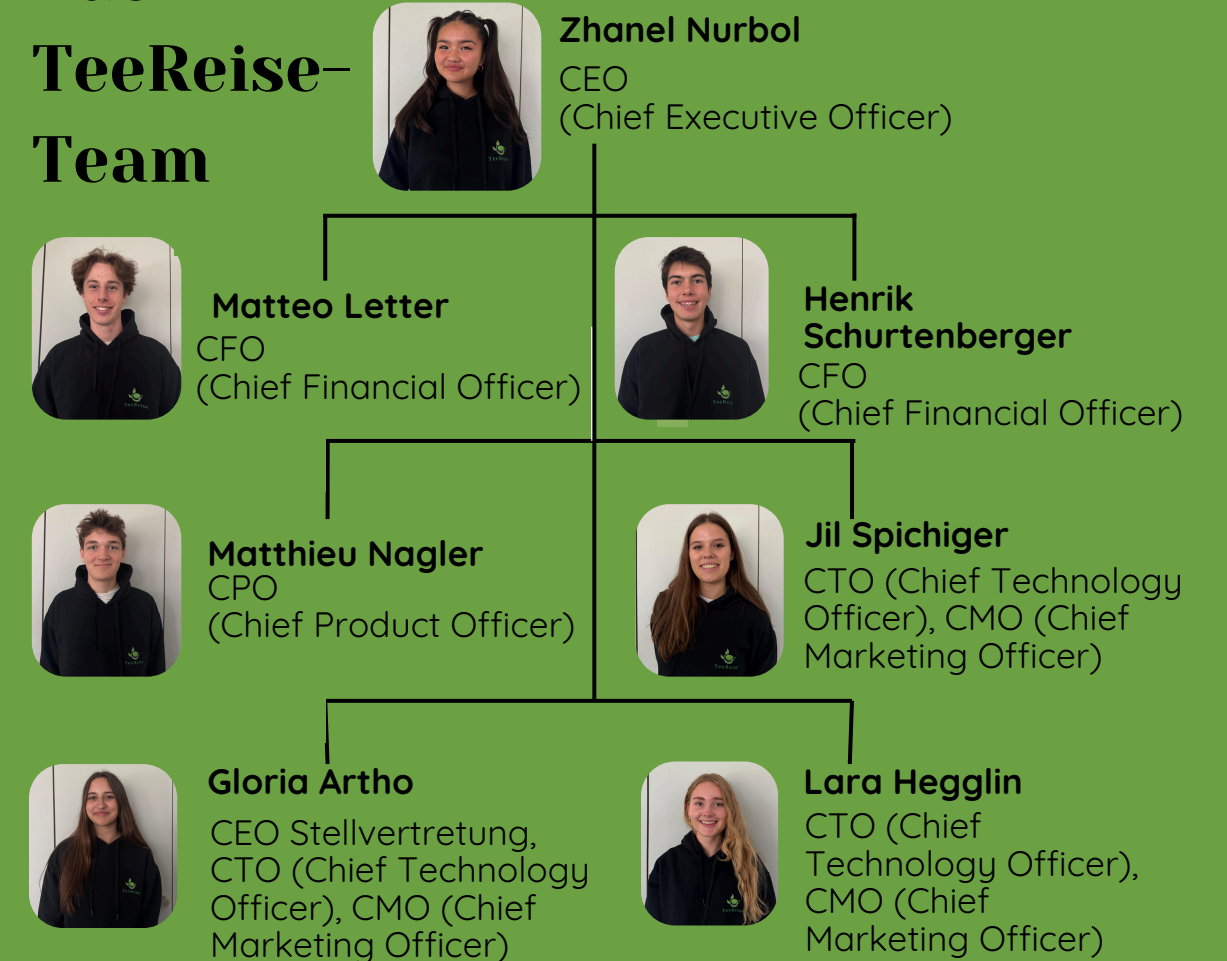 TeeReise-
Team
Zhanel Nurbol
CEO
(Chief Executive Officer)
Matteo Letter
CFO
(Chief Financial Officer)
Henrik
Schurtenberger
CFO
(Chief Financial Officer)
Matthieu Nagler
CPO
(Chief Product Officer)
Jil Spichiger
CTO (Chief Technology
Officer), CMO (Chief
Marketing Officer)
Gloria Artho
CEO Stellvertretung,
CTO (Chief Technology
Officer), CMO (Chief
Marketing Officer)
Lara Hegglin
CTO (Chief
Technology Officer),
CMO (Chief
Marketing Officer)